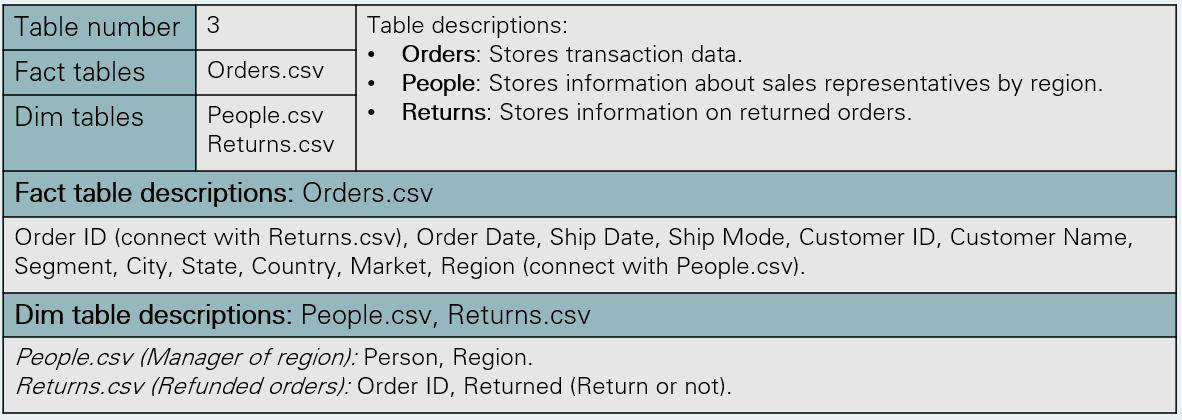 Table number
3
Fact tables
Orders.csv
Dim tables
People.csv
Returns.csv
Table descriptions:
• Orders: Stores transaction data.
• People: Stores information about sales representatives by region.
• Returns: Stores information on returned orders.
Fact table descriptions: Orders.csv
Order ID (connect with Returns.csv), Order Date, Ship Date, Ship Mode, Customer ID, Customer Name,
Segment, City, State, Country, Market, Region (connect with People.csv).
Dim table descriptions: People.csv, Returns.csv
People.csv (Manager of region): Person, Region.
Returns.csv (Refunded orders): Order ID, Returned (Return or not).